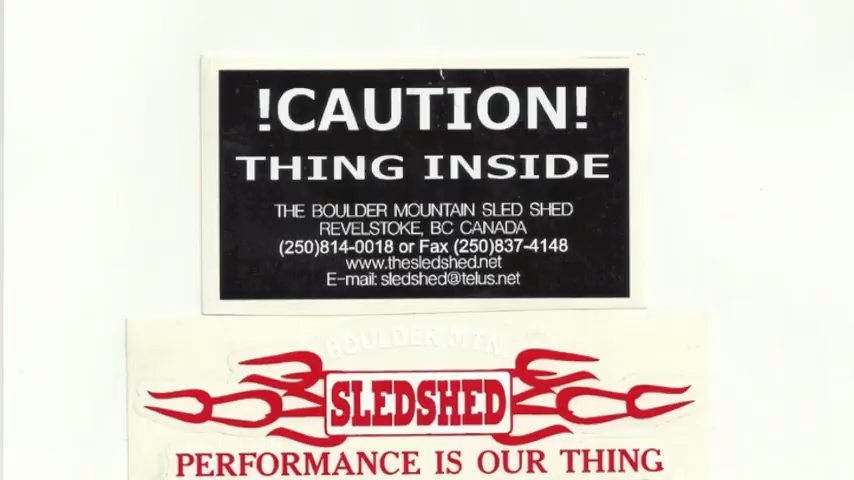 !CAUTION!
THING INSIDE
THE BOULDER MOUNTAIN SLED SHED
REVELSTOKE, BC CANADA
(250)814-0018 or Fax (250)837-4148
www.thesledshed.net
E-mail: sledshed@telus.net
BOULDER MTN.
SLEDSHED
PERFORMANCE IS OUR THING